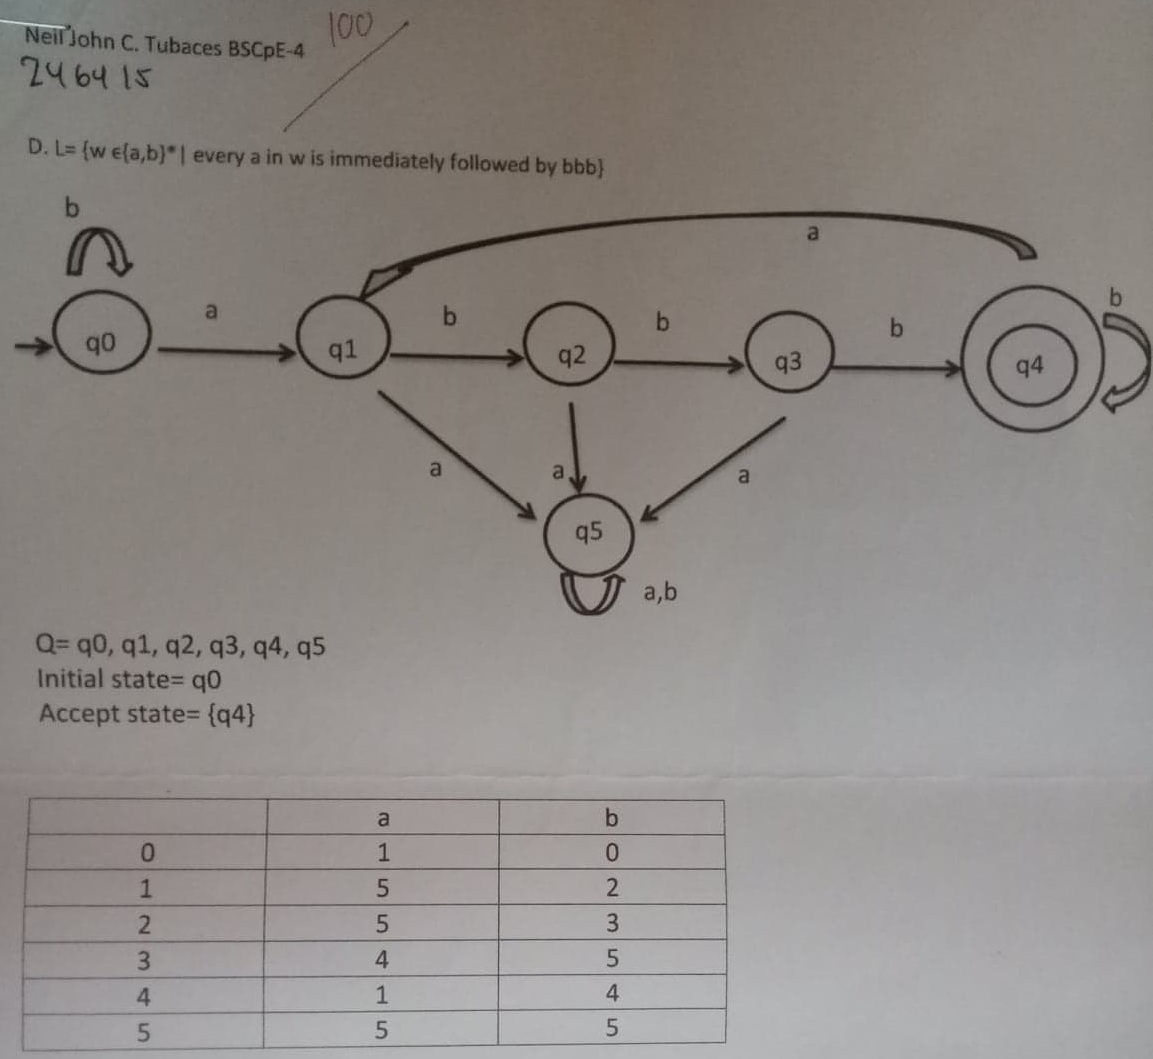 Neil John C. Tubaces BSCpE-4
100
246415
D. L= {w ϵ{a,b}*| every a in w is immediately followed by bbb}
b
a
a
b
b
b
b
q0
q1
q2
q3
q4
a
a
a
q5
a,b
Q= q0, q1, q2, q3, q4, q5
Initial state= q0
Accept state= {q4}
a b
0 1 0
1 5 2
2 5 3
3 4 5
4 1 4
5 5 5